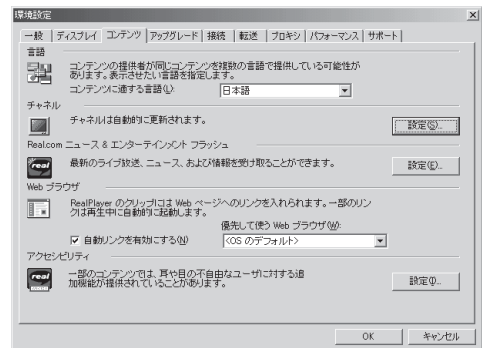 環境設定
一般 ディスプレイ コンテンツ アップグレード 接続 転送 プロキシ パフォーマンス サポート
言語
コンテンツの提供者が同じコンテンツを複数の言語で提供している可能性が
あります。表示させたい言語を指定します。
コンテンツに適する言語(L):
日本語
チャネル
チャネルは自動的に更新されます。
設定(S)...
Real.com ニュース & エンターテインメント フラッシュ
real
最新のライブ放送、ニュース、および情報を受け取ることができます。
設定(E)...
Web ブラウザ
RealPlayer のクリップには Web ページへのリンクを入れられます。一部のリン
クは再生中に自動的に起動します。
優先して使う Web ブラウザ(W):
自動リンクを有効にする(N)
<OS のデフォルト>
アクセシビリティ
real
一部のコンテンツでは、耳や目の不自由なユーザに対する追
加機能が提供されていることがあります。
設定(I)...
OK
キャンセル